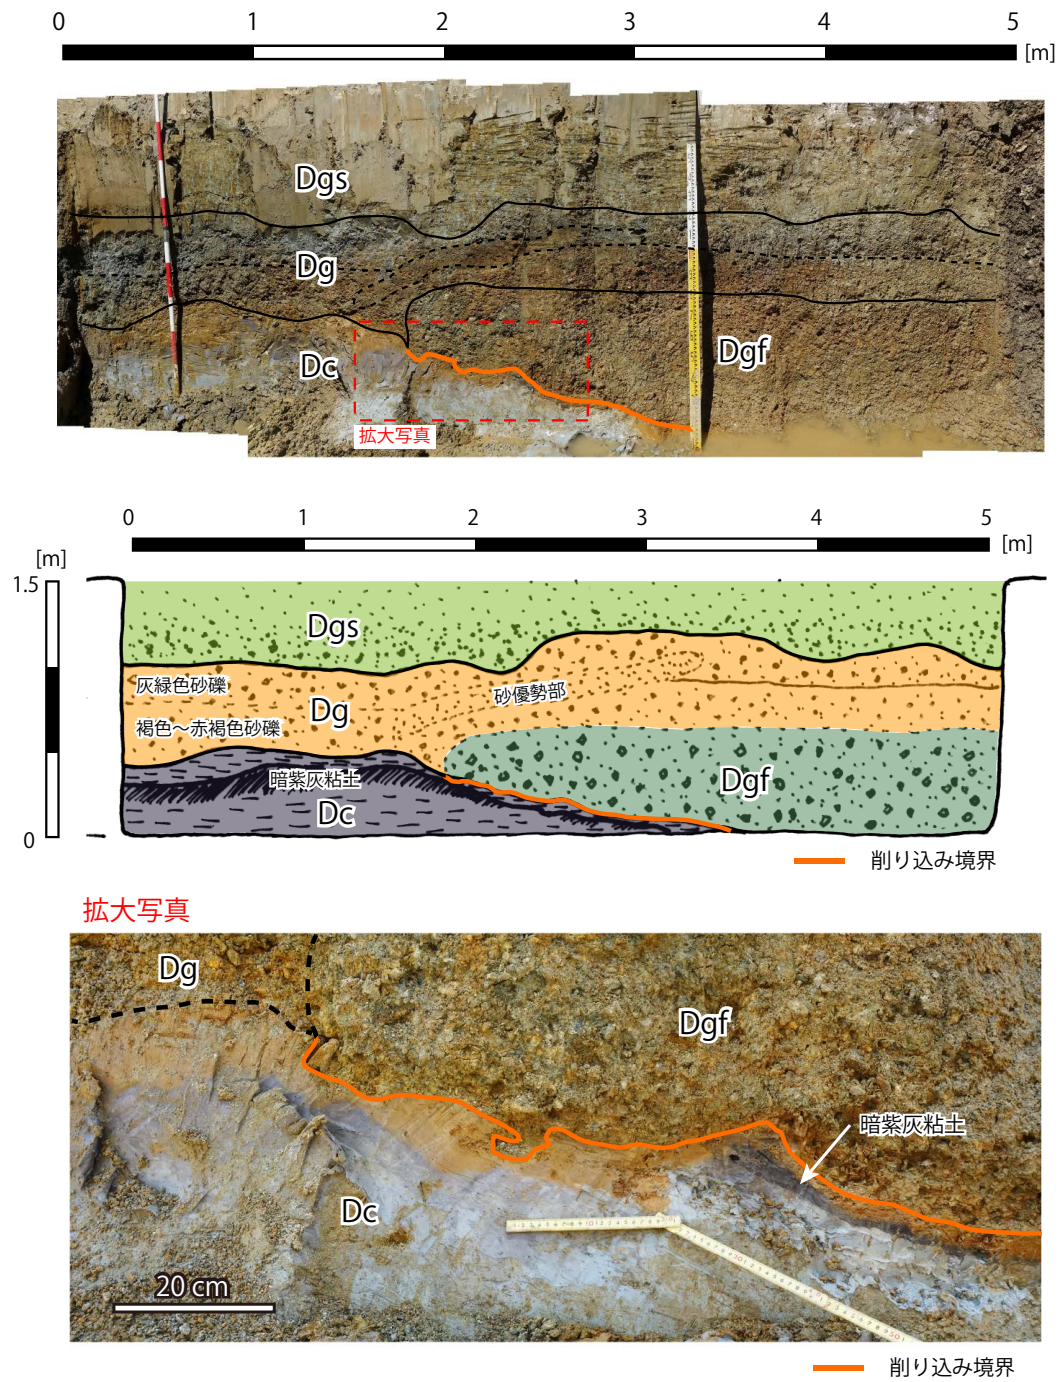 0 1 2 3 4 5
[m]
Dgs
Dg
Dc
Dgf
拡大写真
0 1 2 3 4 5
[m]
[m]
1.5
0
Dgs
灰緑色砂礫
砂優勢部
Dg
褐色～赤褐色砂礫
暗紫灰粘土
Dgf
Dc
削り込み境界
拡大写真
Dg
Dgf
暗紫灰粘土
Dc
20 cm
削り込み境界